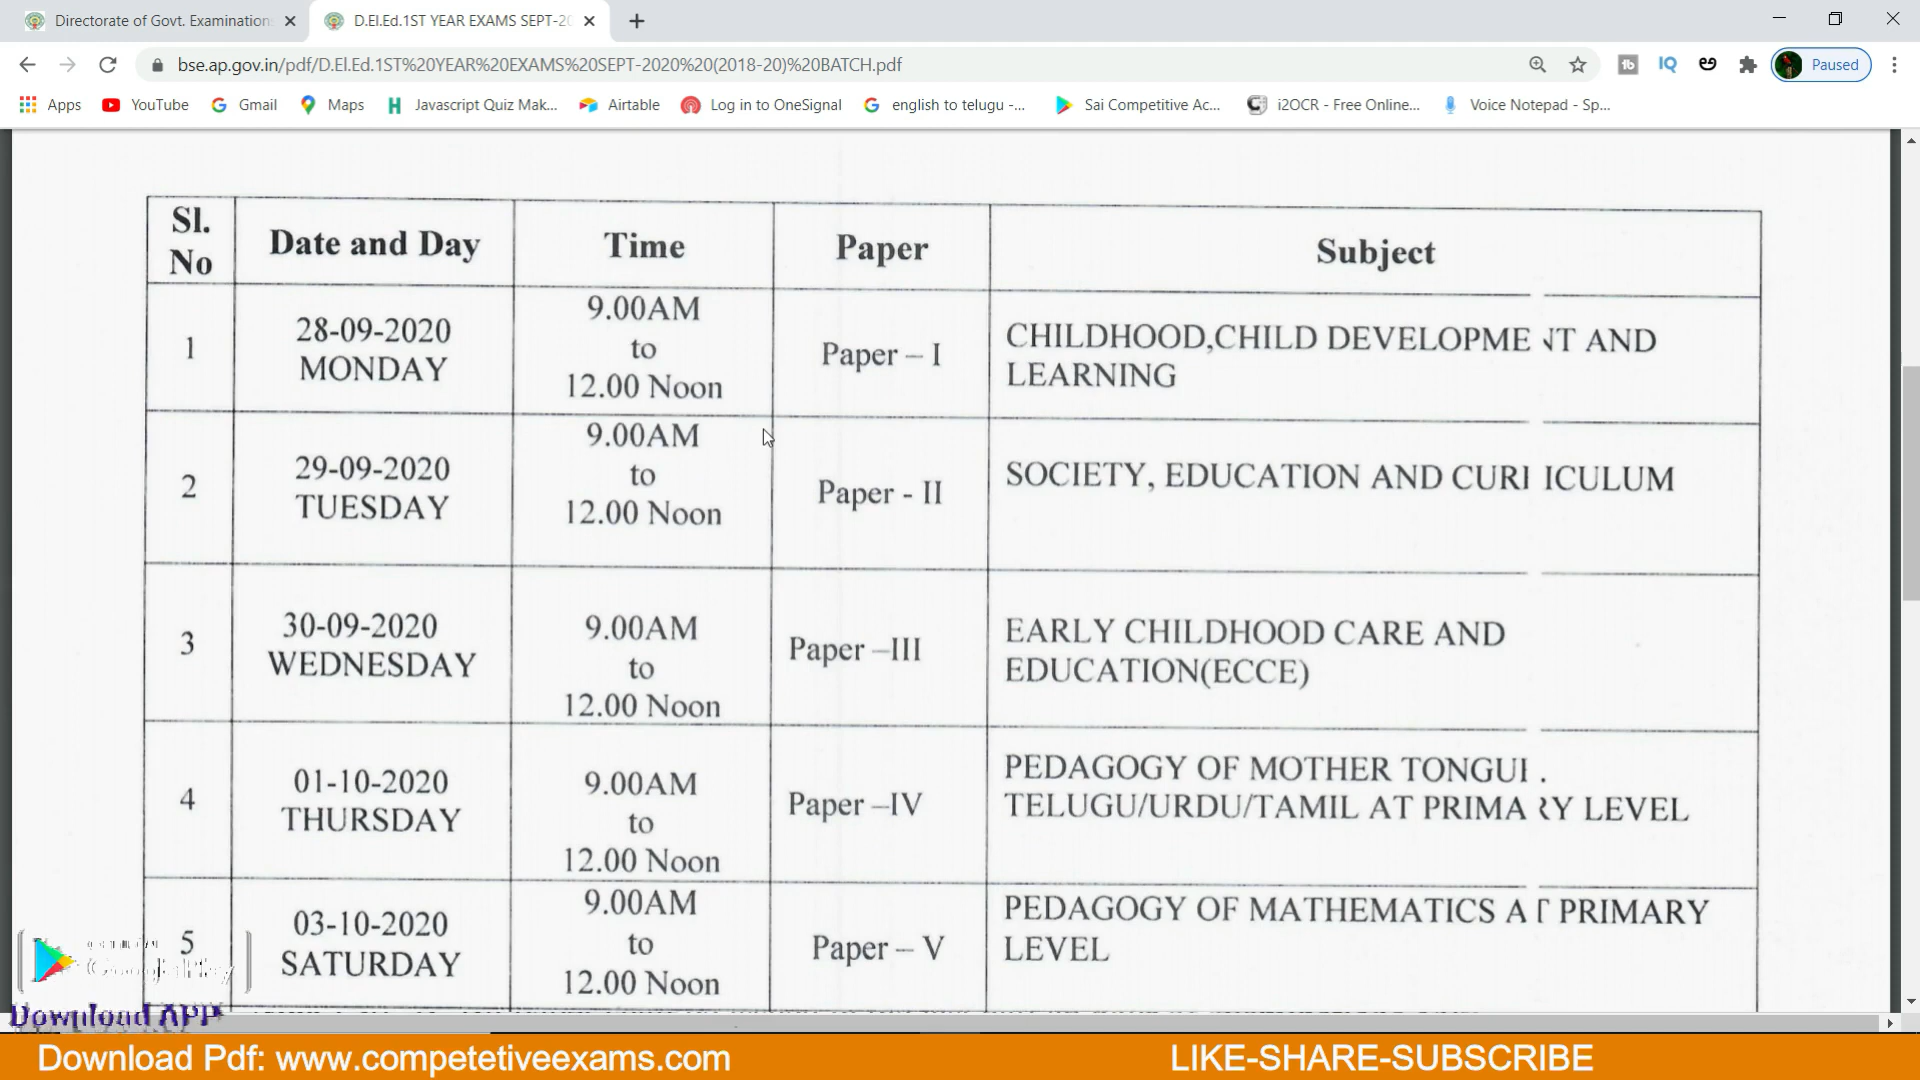 Directorate of Govt. Examination
D.El.Ed.1ST YEAR EXAMS SEPT-20
bse.ap.gov.in/pdf/D.El.Ed.1ST%20YEAR%20EXAMS%20SEPT-2020%20(2018-20)%20BATCH.pdf
Paused
Apps YouTube Gmail Maps Javascript Quiz Mak... Airtable Log in to OneSignal english to telugu -... Sai Competitive Ac... i2OCR - Free Online... Voice Notepad - Sp...
Sl. No Date and Day Time Paper Subject
1
28-09-2020
MONDAY
9.00AM
to
12.00 Noon
Paper – I
CHILDHOOD,CHILD DEVELOPMENT AND
LEARNING
2
29-09-2020
TUESDAY
9.00AM
to
12.00 Noon
Paper - II
SOCIETY, EDUCATION AND CURRICULUM
3
30-09-2020
WEDNESDAY
9.00AM
to
12.00 Noon
Paper –III
EARLY CHILDHOOD CARE AND
EDUCATION(ECCE)
4
01-10-2020
THURSDAY
9.00AM
to
12.00 Noon
Paper –IV
PEDAGOGY OF MOTHER
TELUGU/URDU/TAMIL AT PRIMARY LEVEL
5
03-10-2020
SATURDAY
9.00AM
to
12.00 Noon
Paper – V
PEDAGOGY OF MATHEMATICS AT PRIMARY
LEVEL
Google Play
Download APP
Download Pdf: www.competetiveexams.com
LIKE-SHARE-SUBSCRIBE